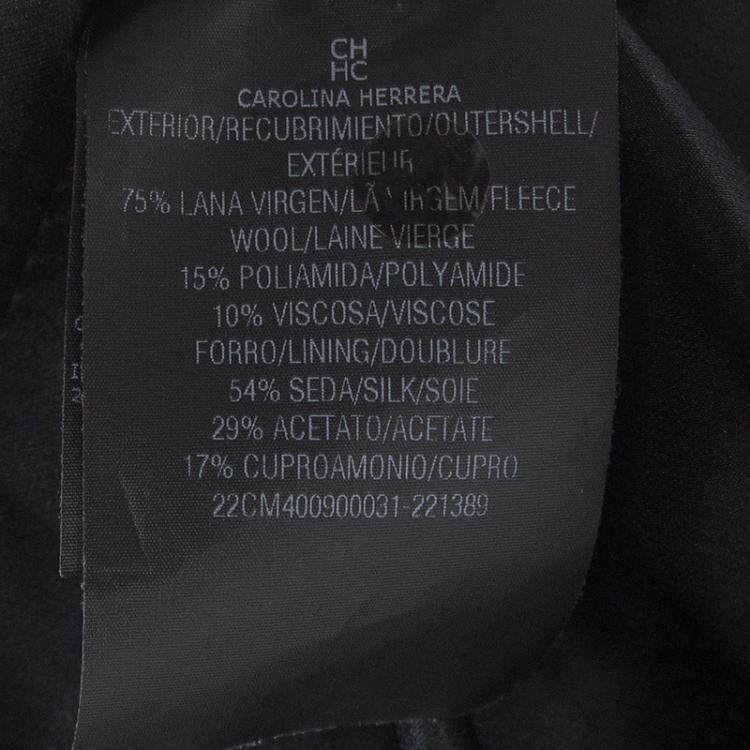 CH
HC
CAROLINA HERRERA
EXTERIOR/RECUBRIMIENTO/OUTERSHELL/
EXTÉRIEUR
75% LANA VIRGEN/LÃ VIRGEM/FLEECE
WOOL/LAINE VIERGE
15% POLIAMIDA/POLYAMIDE
10% VISCOSA/VISCOSE
FORRO/LINING/DOUBLURE
54% SEDA/SILK/SOIE
29% ACETATO/ACETATE
17% CUPROAMONIO/CUPRO
22CM400900031-221389